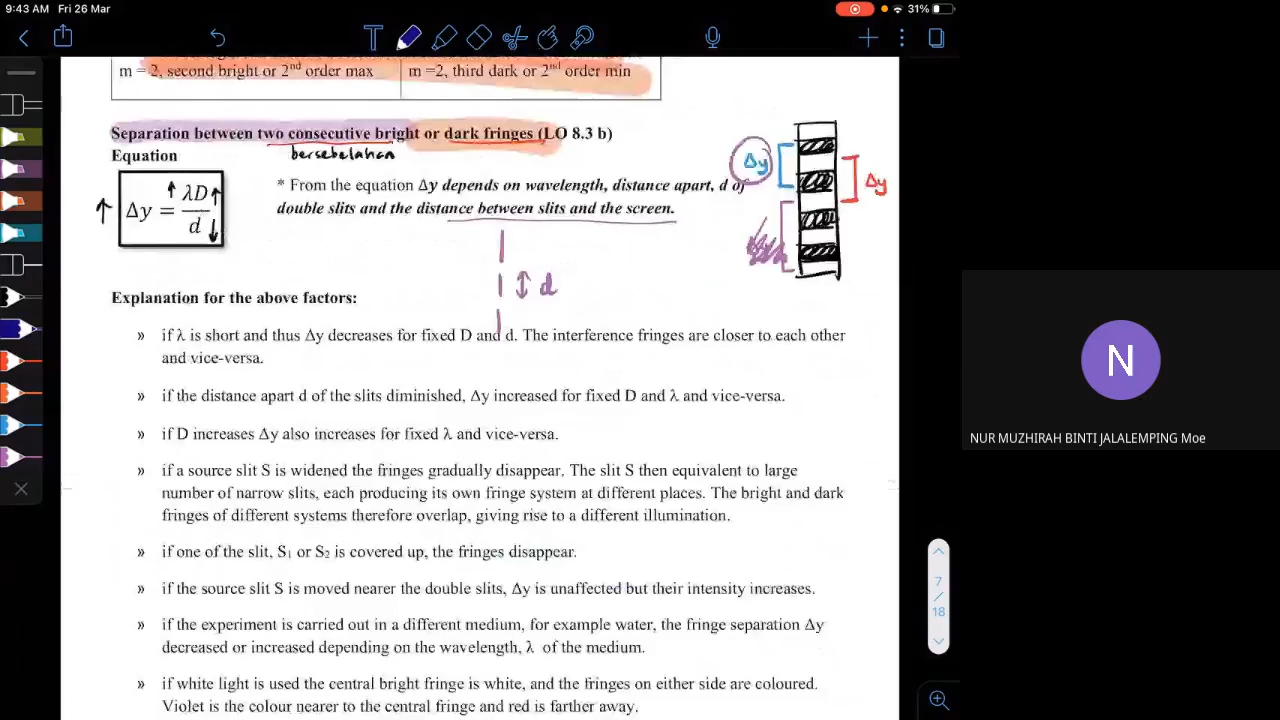 9:43 AM Fri 26 Mar
31%
m = 2, second bright or 2nd order max
m =2, third dark or 2nd order min
Separation between two consecutive bright or dark fringes (LO 8.3 b)
bersebelahan
Equation
Δy = λD/d
* From the equation Δy depends on wavelength, distance apart, d of
double slits and the distance between slits and the screen.
Δy
Δy
d
Explanation for the above factors:
» if λ is short and thus Δy decreases for fixed D and d. The interference fringes are closer to each other
and vice-versa.
» if the distance apart d of the slits diminished, Δy increased for fixed D and λ and vice-versa.
» if D increases Δy also increases for fixed λ and vice-versa.
» if a source slit S is widened the fringes gradually disappear. The slit S then equivalent to large
number of narrow slits, each producing its own fringe system at different places. The bright and dark
fringes of different systems therefore overlap, giving rise to a different illumination.
» if one of the slit, S1 or S2 is covered up, the fringes disappear.
» if the source slit S is moved nearer the double slits, Δy is unaffected but their intensity increases.
» if the experiment is carried out in a different medium, for example water, the fringe separation Δy
decreased or increased depending on the wavelength, λ of the medium.
» if white light is used the central bright fringe is white, and the fringes on either side are coloured.
Violet is the colour nearer to the central fringe and red is farther away.
7
/
18
N
NUR MUZHIRAH BINTI JALALEMPING Moe